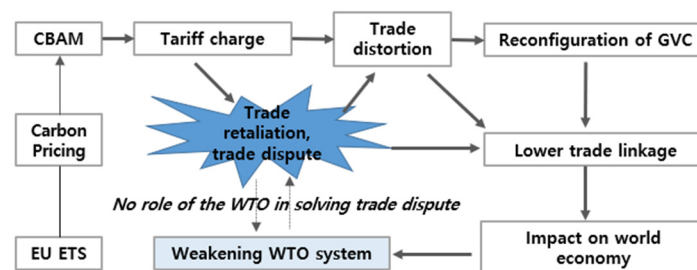 CBAM
Tariff charge
Trade
distortion
Reconfiguration of GVC
Trade
retaliation,
trade dispute
Carbon
Pricing
Lower trade linkage
No role of the WTO in solving trade dispute
EU ETS
Weakening WTO system
Impact on world
economy